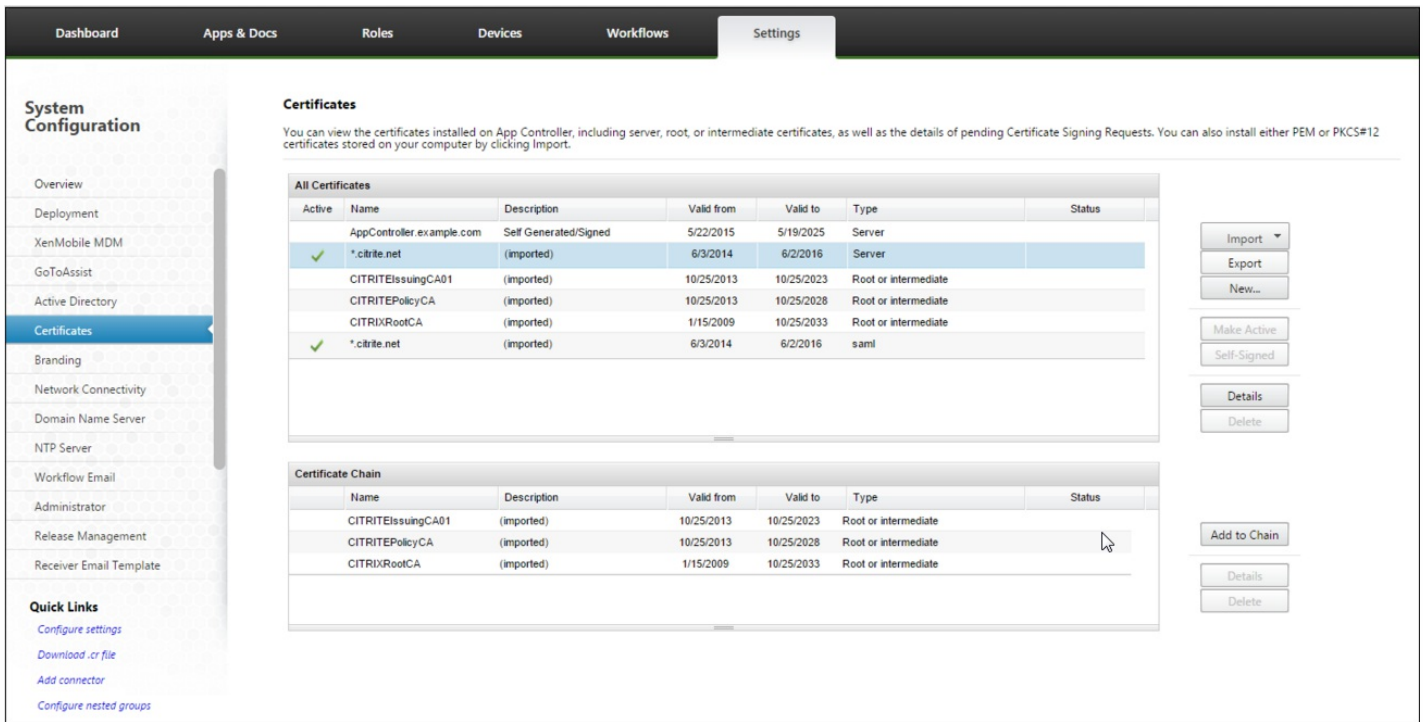 Dashboard Apps & Docs Roles Devices Workflows Settings
System
Configuration
Overview
Deployment
XenMobile MDM
GoToAssist
Active Directory
Certificates
Branding
Network Connectivity
Domain Name Server
NTP Server
Workflow Email
Administrator
Release Management
Receiver Email Template
Quick Links
Configure settings
Download .cr file
Add connector
Configure nested groups
Certificates
You can view the certificates installed on App Controller, including server, root, or intermediate certificates, as well as the details of pending Certificate Signing Requests. You can also install either PEM or PKCS#12
certificates stored on your computer by clicking Import.
All Certificates
Active Name Description Valid from Valid to Type Status
AppController.example.com Self Generated/Signed 5/22/2015 5/19/2025 Server
*.citrite.net (imported) 6/3/2014 6/2/2016 Server
CITRITEIssuingCA01 (imported) 10/25/2013 10/25/2023 Root or intermediate
CITRITEPolicyCA (imported) 10/25/2013 10/25/2028 Root or intermediate
CITRIXRootCA (imported) 1/15/2009 10/25/2033 Root or intermediate
*.citrite.net (imported) 6/3/2014 6/2/2016 saml
Import
Export
New...
Make Active
Self-Signed
Details
Delete
Certificate Chain
Name Description Valid from Valid to Type Status
CITRITEIssuingCA01 (imported) 10/25/2013 10/25/2023 Root or intermediate
CITRITEPolicyCA (imported) 10/25/2013 10/25/2028 Root or intermediate
CITRIXRootCA (imported) 1/15/2009 10/25/2033 Root or intermediate
Add to Chain
Details
Delete